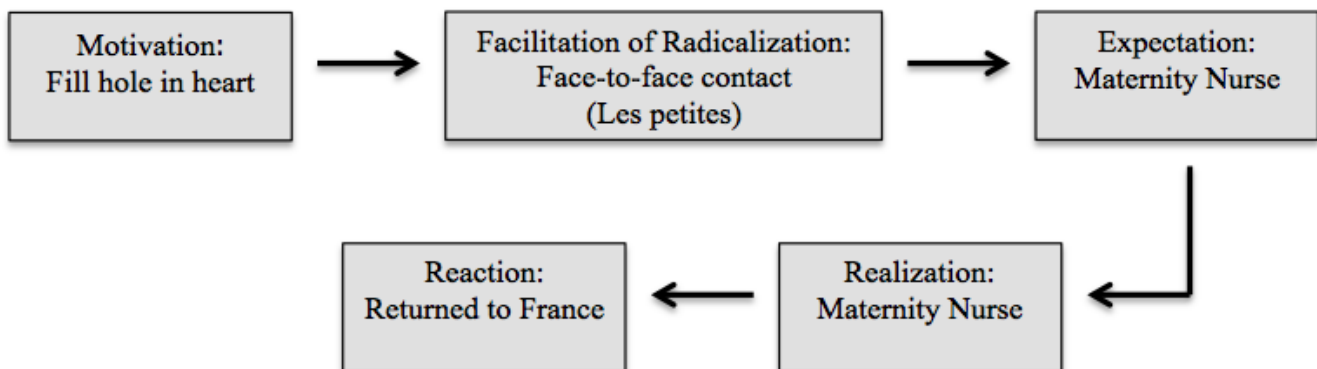 Motivation:
Fill hole in heart
Facilitation of Radicalization:
Face-to-face contact
(Les petites)
Expectation:
Maternity Nurse
Realization:
Maternity Nurse
Reaction:
Returned to France